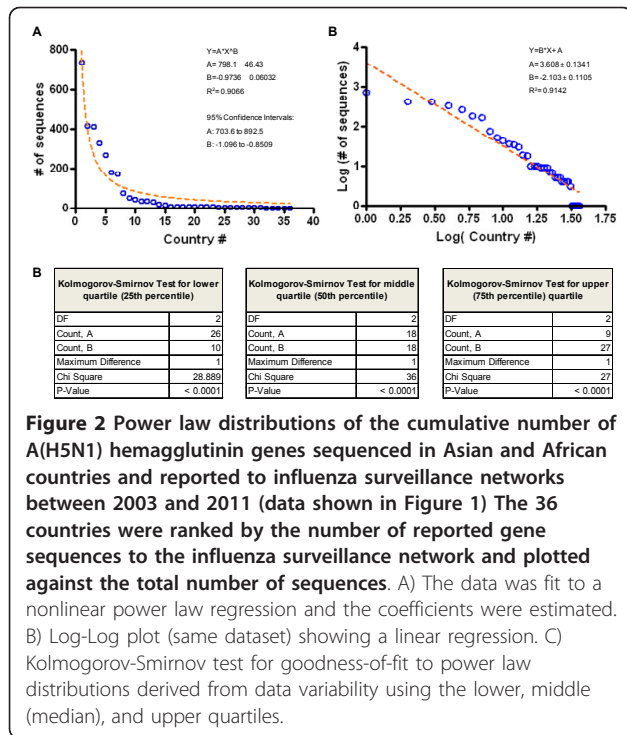 A
800
600
400
200
0
# of sequences
0 5 10 15 20 25 30 35 40
Country #
Y=A*X^B
A= 798.1 46.43
B=-0.9736 0.06032
R²=0.9066
95% Confidence Intervals:
A: 703.6 to 892.5
B: -1.096 to -0.8509
B
4
3
2
1
0
Log (# of sequences)
0.00 0.25 0.50 0.75 1.00 1.25 1.50 1.75
Log( Country #)
Y=B*X+A
A=3.608 ± 0.1341
B=-2.103 ± 0.1105
R²=0.9142
B
Kolmogorov-Smirnov Test for lower
quartile (25th percentile)
DF 2
Count, A 26
Count, B 10
Maximum Difference 1
Chi Square 28.889
P-Value < 0.0001
Kolmogorov-Smirnov Test for middle
quartile (50th percentile)
DF 2
Count, A 18
Count, B 18
Maximum Difference 1
Chi Square 36
P-Value < 0.0001
Kolmogorov-Smirnov Test for upper
(75th percentile) quartile
DF 2
Count, A 9
Count, B 27
Maximum Difference 1
Chi Square 27
P-Value < 0.0001
Figure 2 Power law distributions of the cumulative number of
A(H5N1) hemagglutinin genes sequenced in Asian and African
countries and reported to influenza surveillance networks
between 2003 and 2011 (data shown in Figure 1) The 36
countries were ranked by the number of reported gene
sequences to the influenza surveillance network and plotted
against the total number of sequences. A) The data was fit to a
nonlinear power law regression and the coefficients were estimated.
B) Log-Log plot (same dataset) showing a linear regression. C)
Kolmogorov-Smirnov test for goodness-of-fit to power law
distributions derived from data variability using the lower, middle
(median), and upper quartiles.